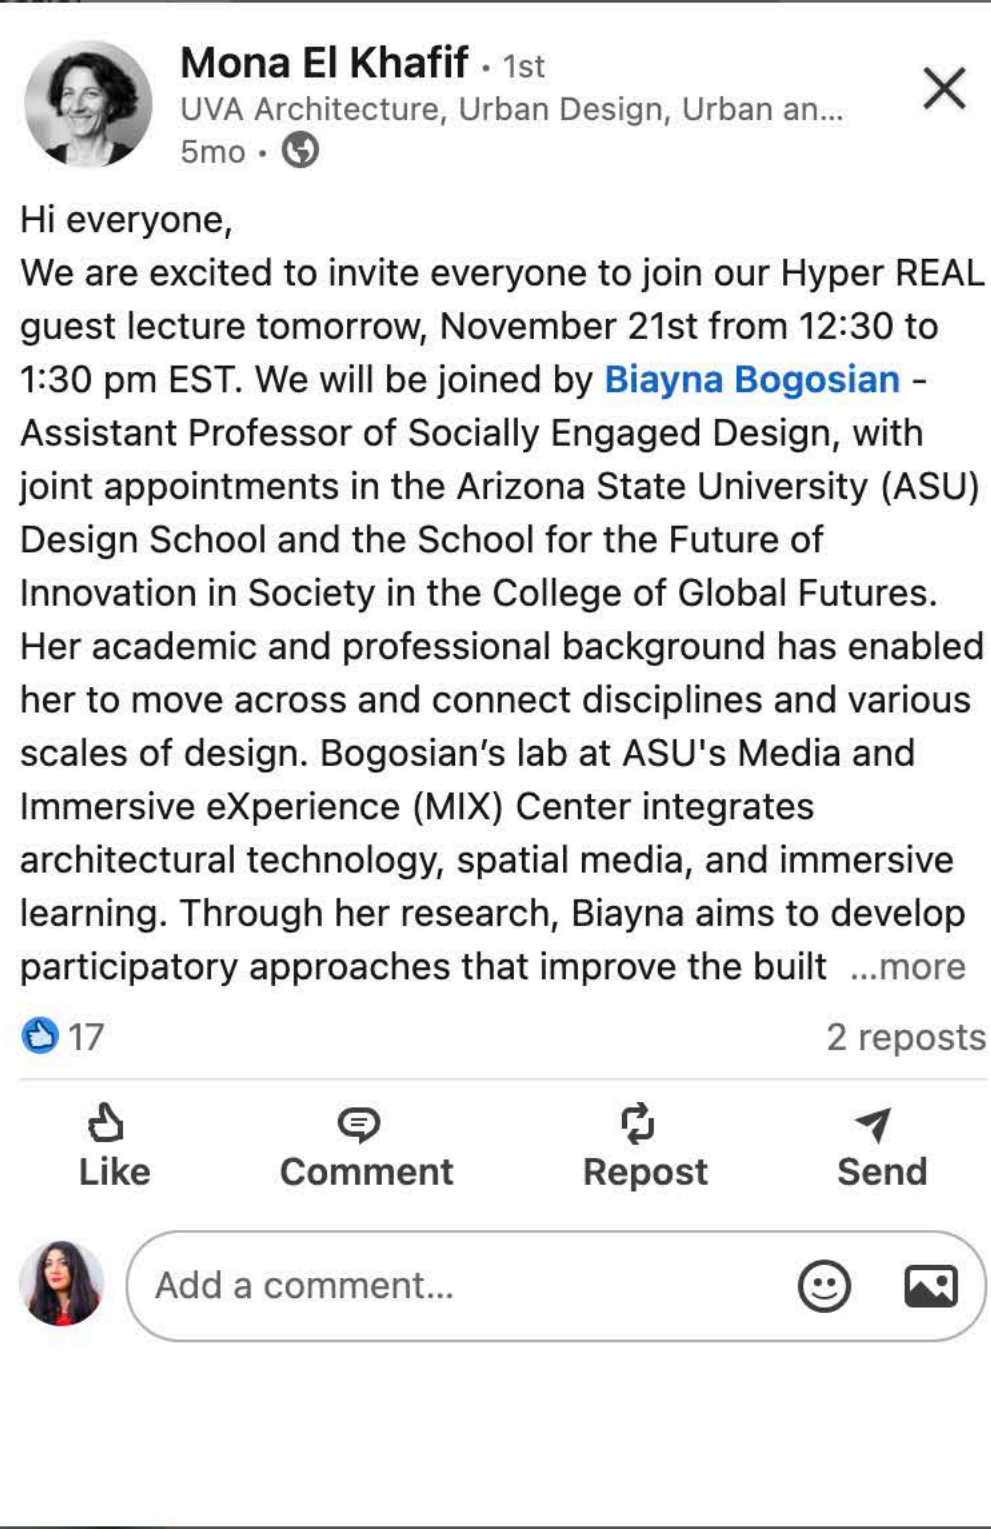 Mona El Khafif · 1st
UVA Architecture, Urban Design, Urban an...
5mo ·
Hi everyone,
We are excited to invite everyone to join our Hyper REAL
guest lecture tomorrow, November 21st from 12:30 to
1:30 pm EST. We will be joined by Biayna Bogosian -
Assistant Professor of Socially Engaged Design, with
joint appointments in the Arizona State University (ASU)
Design School and the School for the Future of
Innovation in Society in the College of Global Futures.
Her academic and professional background has enabled
her to move across and connect disciplines and various
scales of design. Bogosian’s lab at ASU's Media and
Immersive eXperience (MIX) Center integrates
architectural technology, spatial media, and immersive
learning. Through her research, Biayna aims to develop
participatory approaches that improve the built ...more
17 2 reposts
Like Comment Repost Send
Add a comment...